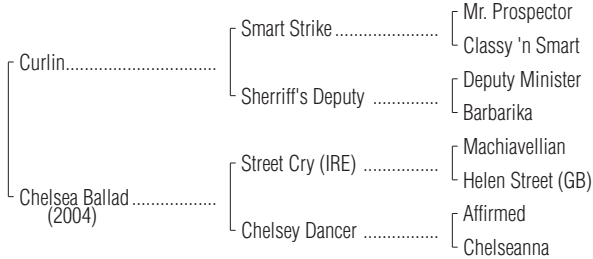 Mr. Prospector
Smart Strike ......................
Classy 'n Smart
Curlin................................
Deputy Minister
Sherriff's Deputy ..............
Barbarika
Machiavellian
Street Cry (IRE) ................
Helen Street (GB)
Chelsea Ballad ..................
(2004)
Affirmed
Chelsey Dancer ................
Chelseanna